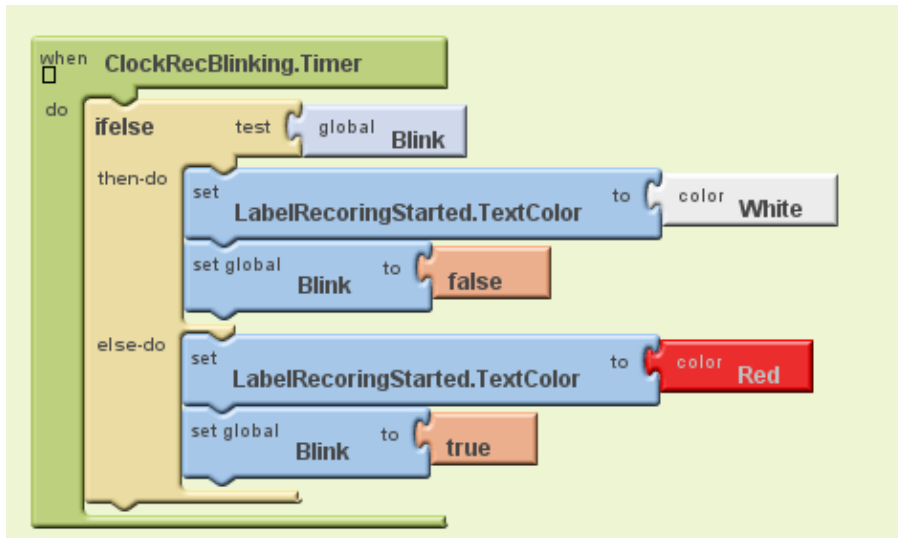 when ClockRecBlinking.Timer
do
ifelse test global Blink
then-do set LabelRecoringStarted.TextColor to color White
set global Blink to false
else-do set LabelRecoringStarted.TextColor to color Red
set global Blink to true